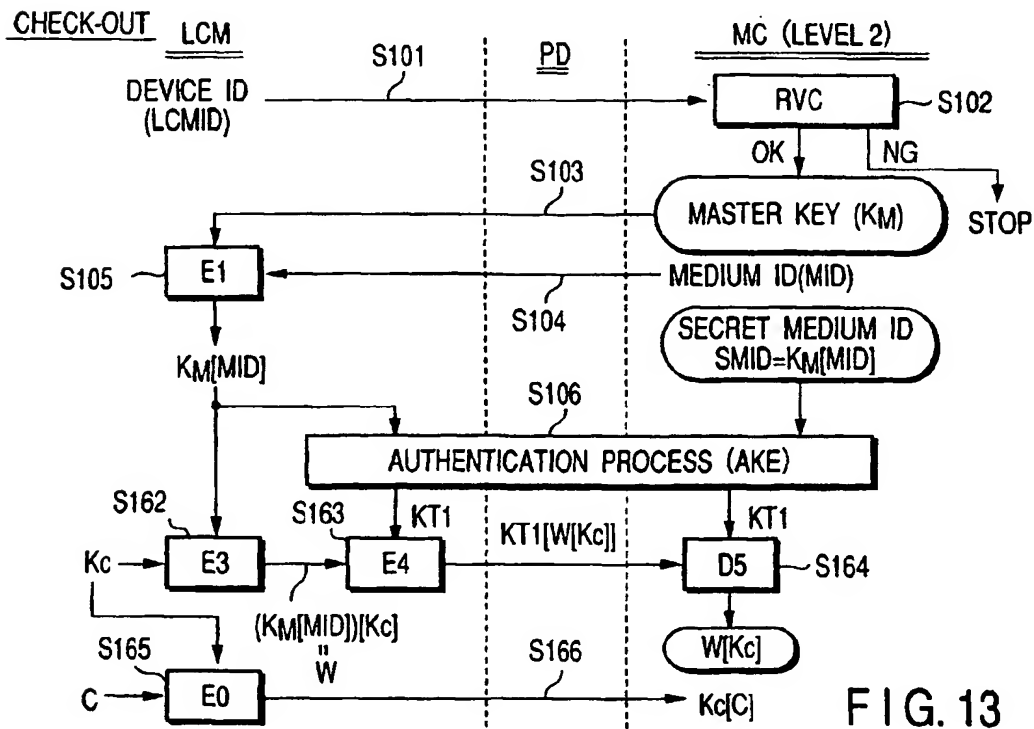 CHECK-OUT
LCM
PD
MC (LEVEL 2)
S101
DEVICE ID
(LCMID)
RVC
S102
OK
NG
STOP
S103
MASTER KEY (KM)
S105
E1
MEDIUM ID(MID)
S104
KM[MID]
SECRET MEDIUM ID
SMID=KM[MID]
S106
AUTHENTICATION PROCESS (AKE)
S162
S163
KT1
KT1
Kc
E3
E4
KT1[W[Kc]]
D5
S164
(KM[MID])[Kc]
"
W
W[Kc]
S165
S166
C
E0
Kc[C]
FIG. 13